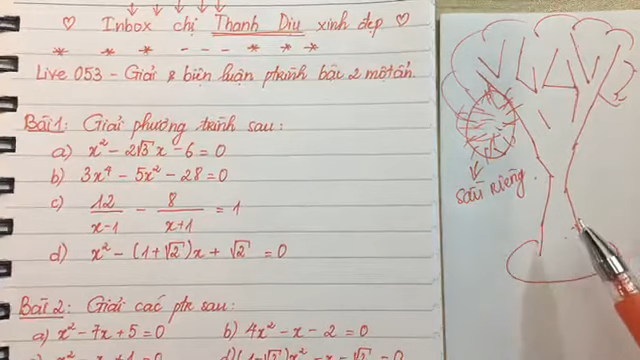 ♡ Inbox chị Thanh Dịu xinh đẹp ♡
* * * - - - * * *
Live 053 - Giải & biện luận ptrình bậc 2 một ẩn.
Bài 1: Giải phương trình sau:
a) x² - 2√3 x - 6 = 0
b) 3x⁴ - 5x² - 28 = 0
c) 12/(x-1) - 8/(x+1) = 1
d) x² - (1+√2)x + √2 = 0
Bài 2: Giải các ptr sau:
a) x² - 7x + 5 = 0 b) 4x² - x - 2 = 0
sầu riêng